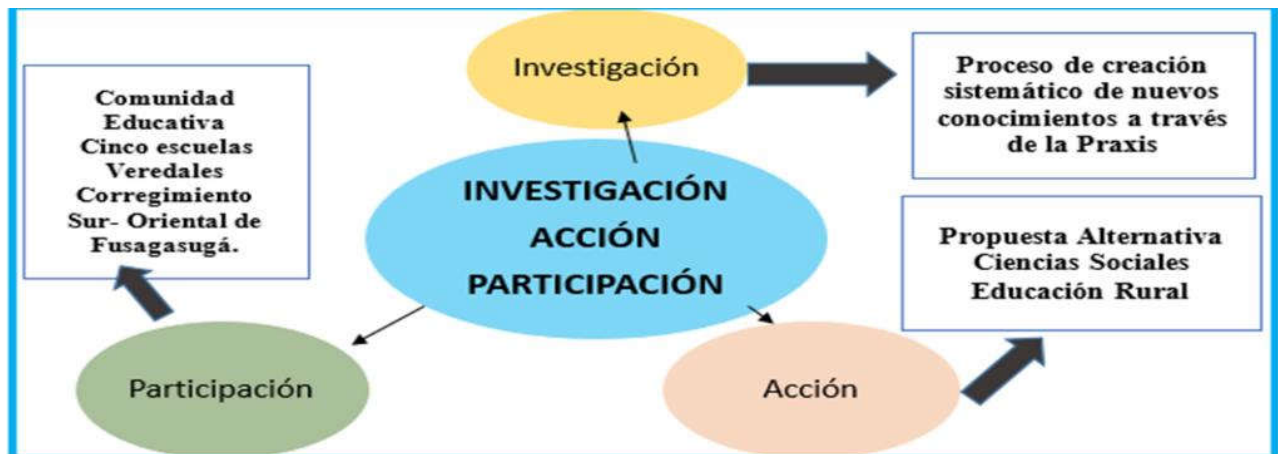 Investigación
Proceso de creación
sistemático de nuevos
conocimientos a través
de la Praxis
Comunidad
Educativa
Cinco escuelas
Veredales
Corregimiento
Sur- Oriental de
Fusagasugá.
INVESTIGACIÓN
ACCIÓN
PARTICIPACIÓN
Propuesta Alternativa
Ciencias Sociales
Educación Rural
Participación
Acción